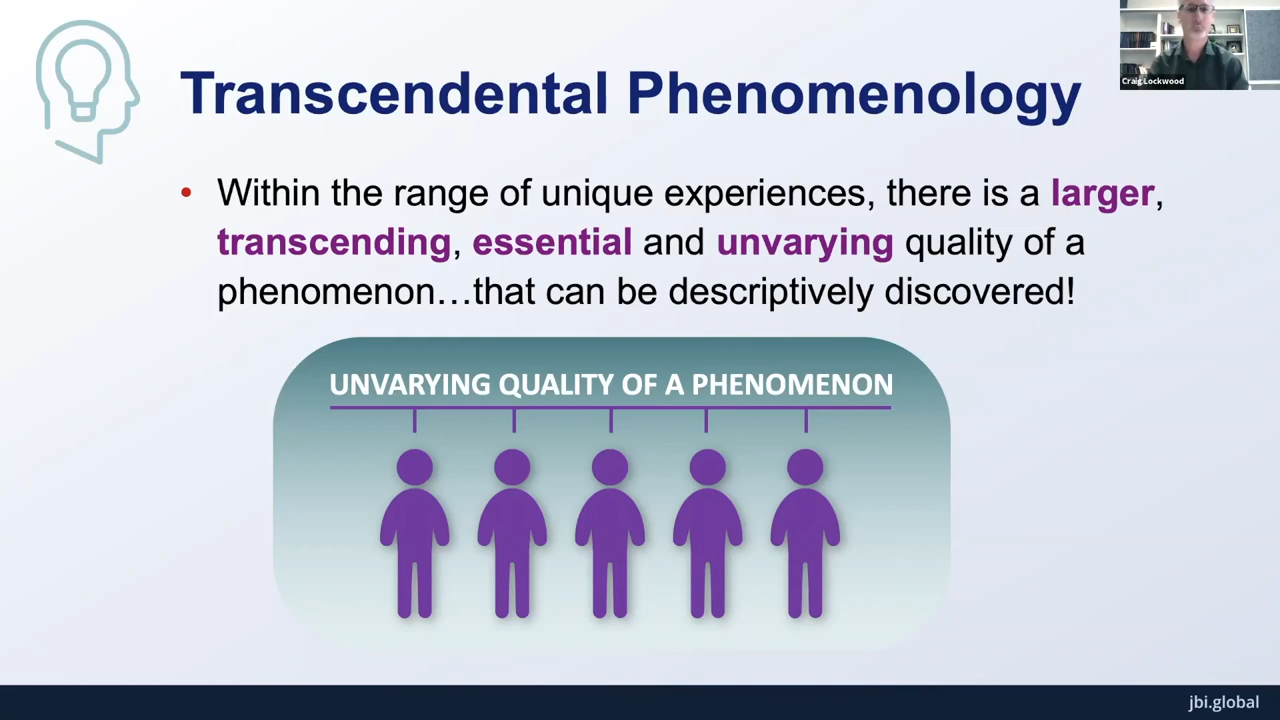 Transcendental Phenomenology
Craig Lockwood
• Within the range of unique experiences, there is a larger,
transcending, essential and unvarying quality of a
phenomenon…that can be descriptively discovered!
UNVARYING QUALITY OF A PHENOMENON
jbi.global